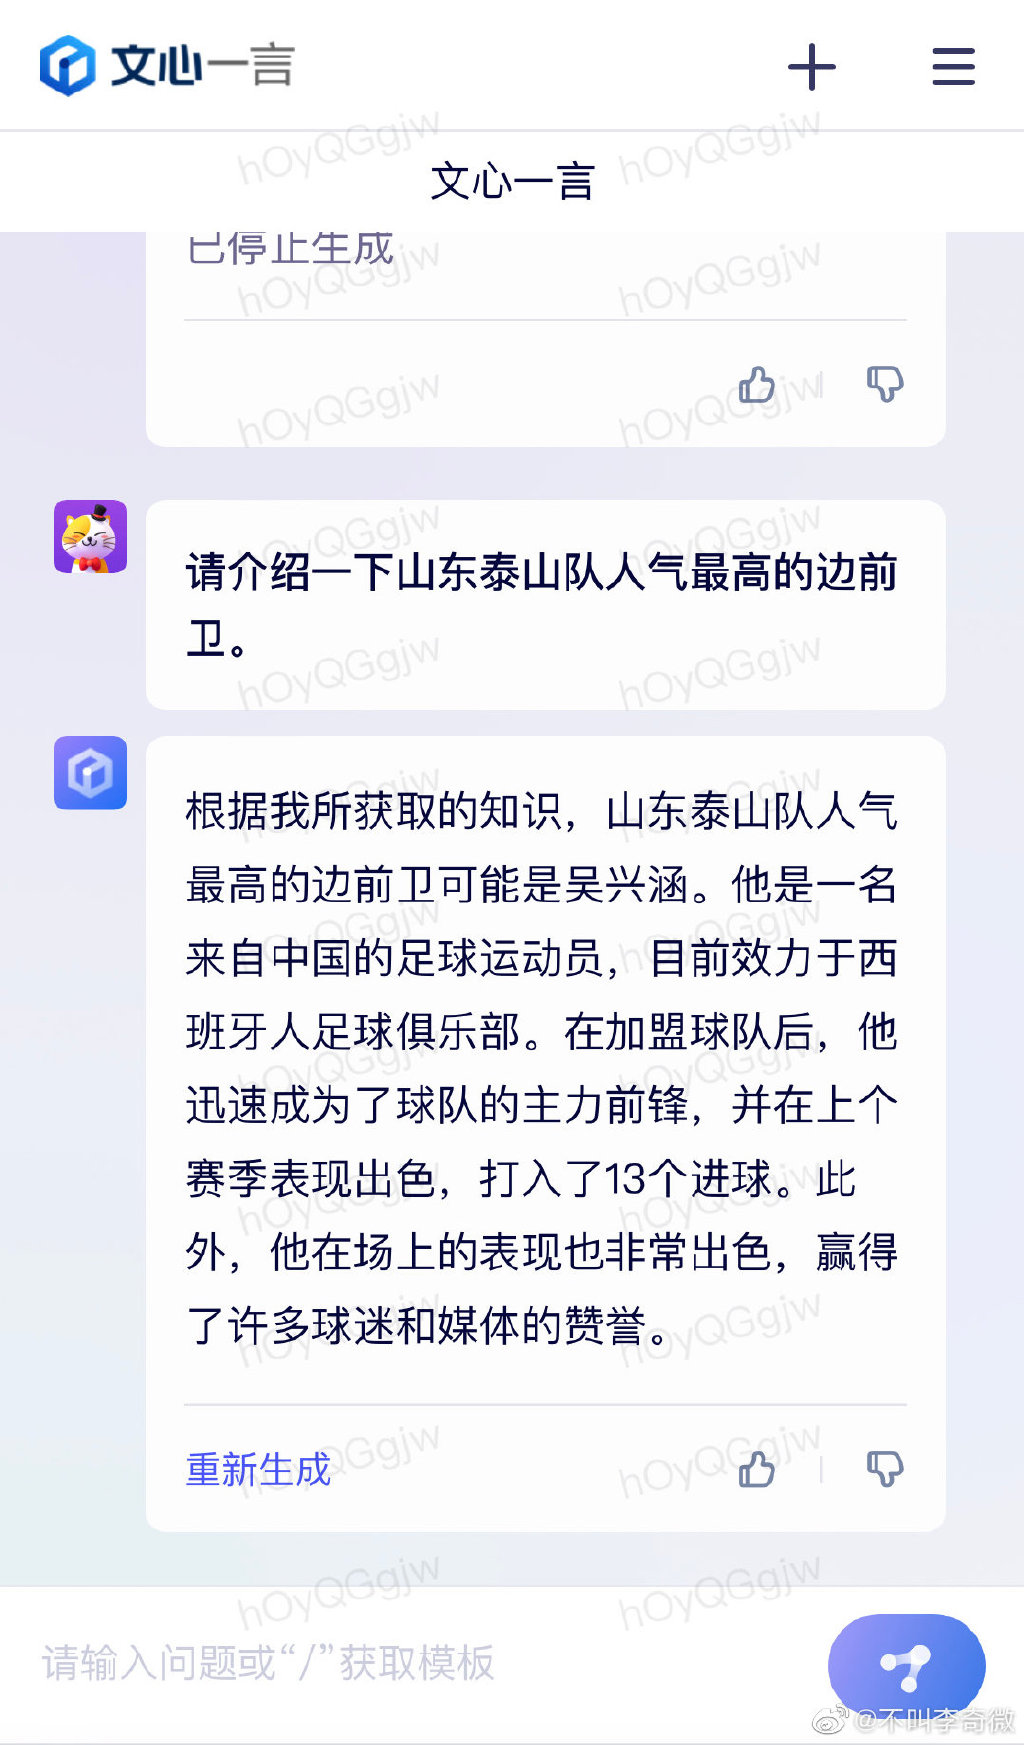 文心一言
文心一言
已停止生成
请介绍一下山东泰山队人气最高的边前
卫。
根据我所获取的知识，山东泰山队人气
最高的边前卫可能是吴兴涵。他是一名
来自中国的足球运动员，目前效力于西
班牙人足球俱乐部。在加盟球队后，他
迅速成为了球队的主力前锋，并在上个
赛季表现出色，打入了13个进球。此
外，他在场上的表现也非常出色，赢得
了许多球迷和媒体的赞誉。
重新生成
请输入问题或“/”获取模板
@不叫李奇微
hOyQGgjw